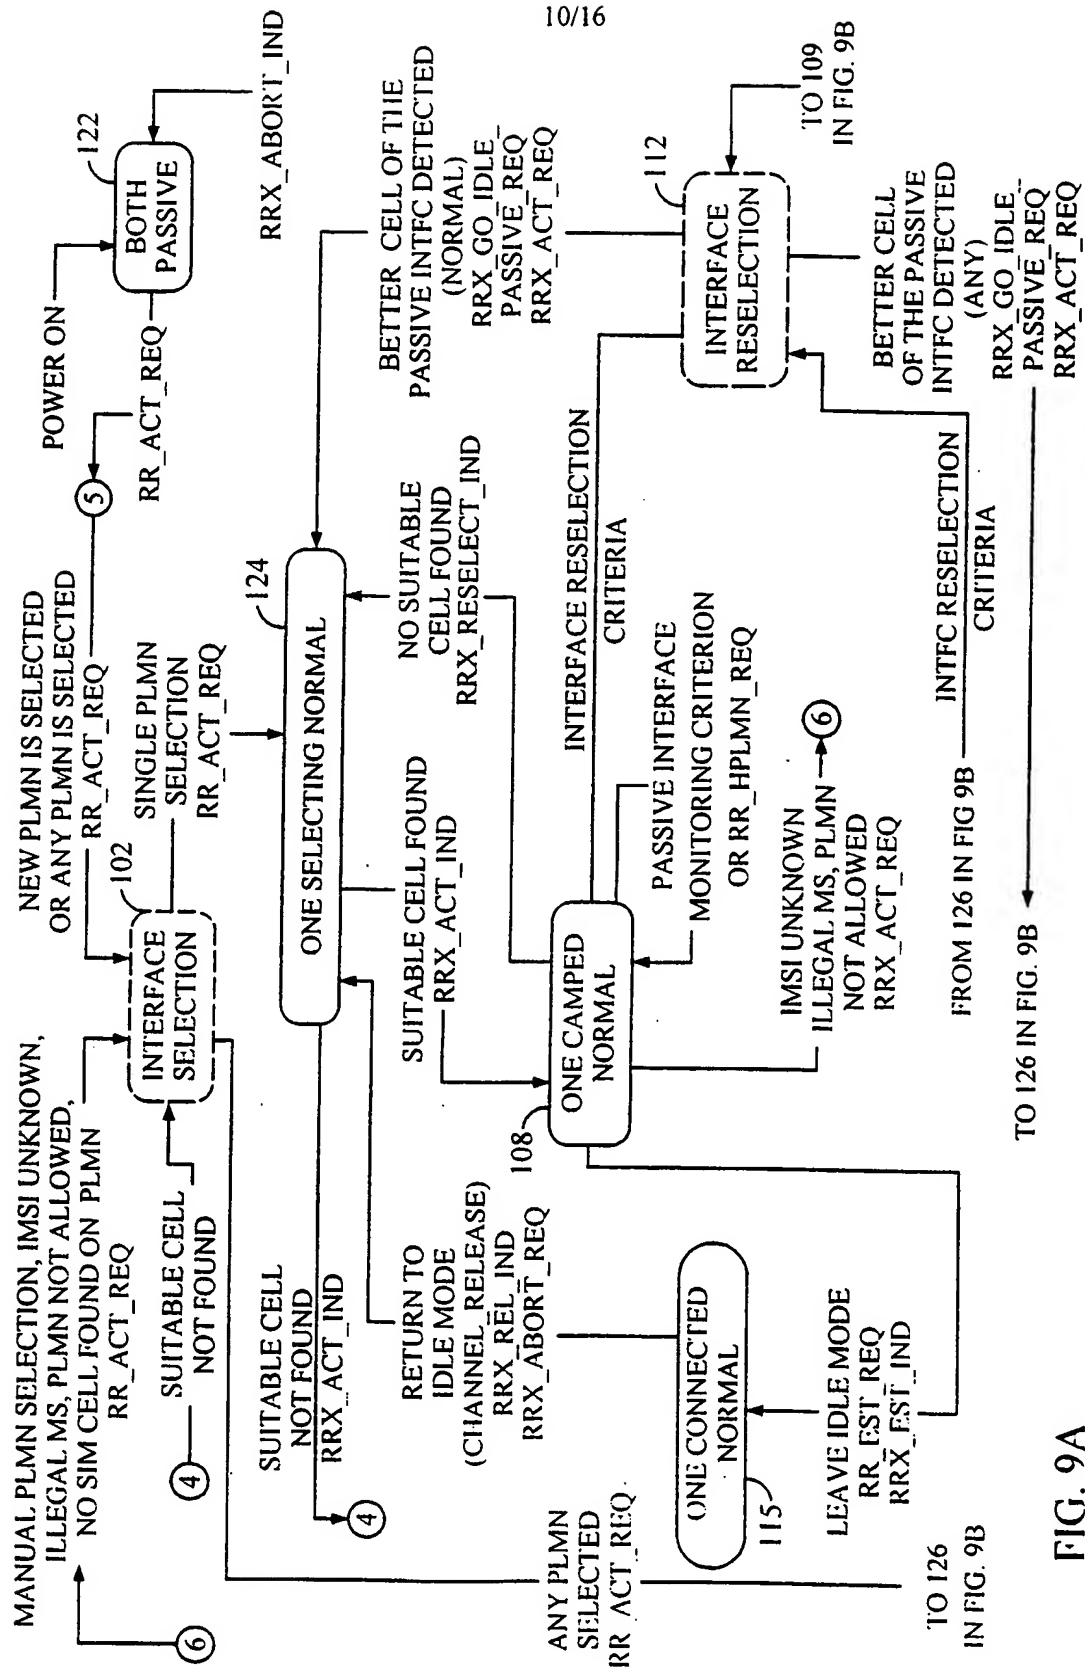 10/16
MANUAL PLMN SELECTION, IMSI UNKNOWN,
ILLEGAL MS, PLMN NOT ALLOWED,
NO SIM CELL FOUND ON PLMN
RR_ACT_REQ
6
NEW PLMN IS SELECTED
OR ANY PLMN IS SELECTED
RR_ACT_REQ
5
POWER ON
RR_ACT_REQ
BOTH
PASSIVE
122
RRX_ABORT_IND
4
SUITABLE CELL
NOT FOUND
INTERFACE
SELECTION
102
SINGLE PLMN
SELECTION
RR_ACT_REQ
ONE SELECTING NORMAL
124
SUITABLE CELL
NOT FOUND
RRX_ACT_IND
4
RETURN TO
IDLE MODE
(CHANNEL_RELEASE)
RRX_REL_IND
RRX_ABORT_REQ
SUITABLE CELL FOUND
RRX_ACT_IND
NO SUITABLE
CELL FOUND
RRX_RESELECT_IND
BETTER CELL OF THE
PASSIVE INTFC DETECTED
(NORMAL)
RRX_GO_IDLE_
PASSIVE_REQ
RRX_ACT_REQ
ANY PLMN
SELECTED
RR_ACT_REQ
TO 126
IN FIG. 9B
ONE CONNECTED
NORMAL
115
LEAVE IDLE MODE
RR_EST_REQ
RRX_EST_IND
ONE CAMPED
NORMAL
108
INTERFACE RESELECTION
CRITERIA
PASSIVE INTERFACE
MONITORING CRITERION
OR RR_HPLMN_REQ
IMSI UNKNOWN
ILLEGAL MS, PLMN
NOT ALLOWED
RRX_ACT_REQ
6
INTERFACE
RESELECTION
112
TO 109
IN FIG. 9B
FROM 126 IN FIG 9B
INTFC RESELECTION
CRITERIA
BETTER CELL
OF THE PASSIVE
INTFC DETECTED
(ANY)
RRX_GO_IDLE_
PASSIVE_REQ
RRX_ACT_REQ
TO 126 IN FIG. 9B
FIG. 9A